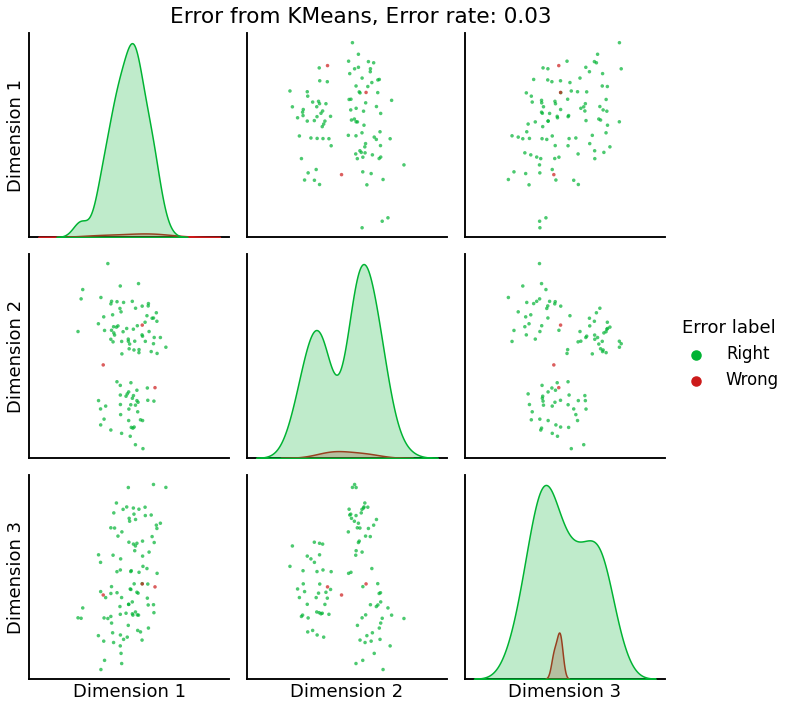 Error from KMeans, Error rate: 0.03
Dimension 1
Dimension 2
Error label
Right
Wrong
Dimension 3
Dimension 1
Dimension 2
Dimension 3